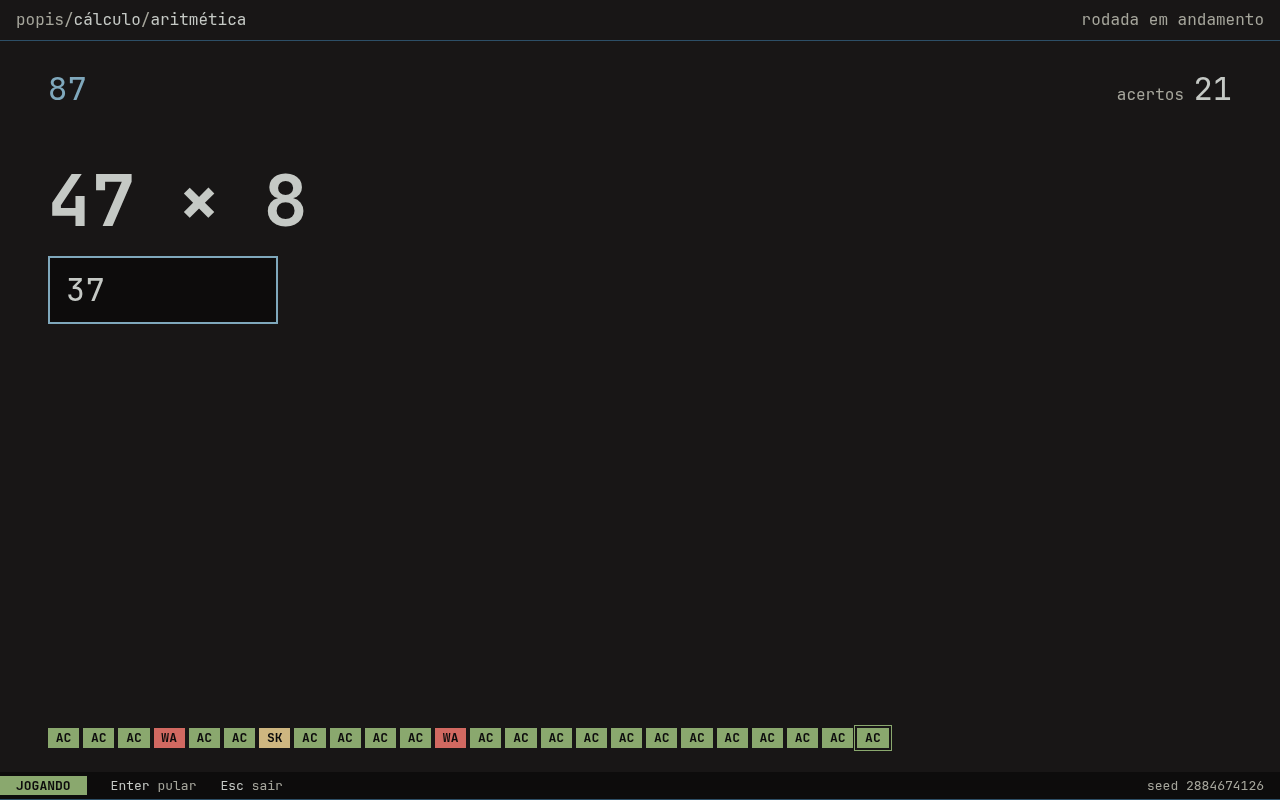 popis/cálculo/aritmética
rodada em andamento
87
acertos 21
47 × 8
37
AC AC AC WA AC AC SK AC AC AC AC WA AC AC AC AC AC AC AC AC AC AC AC AC
JOGANDO Enter pular Esc sair
seed 2884674126